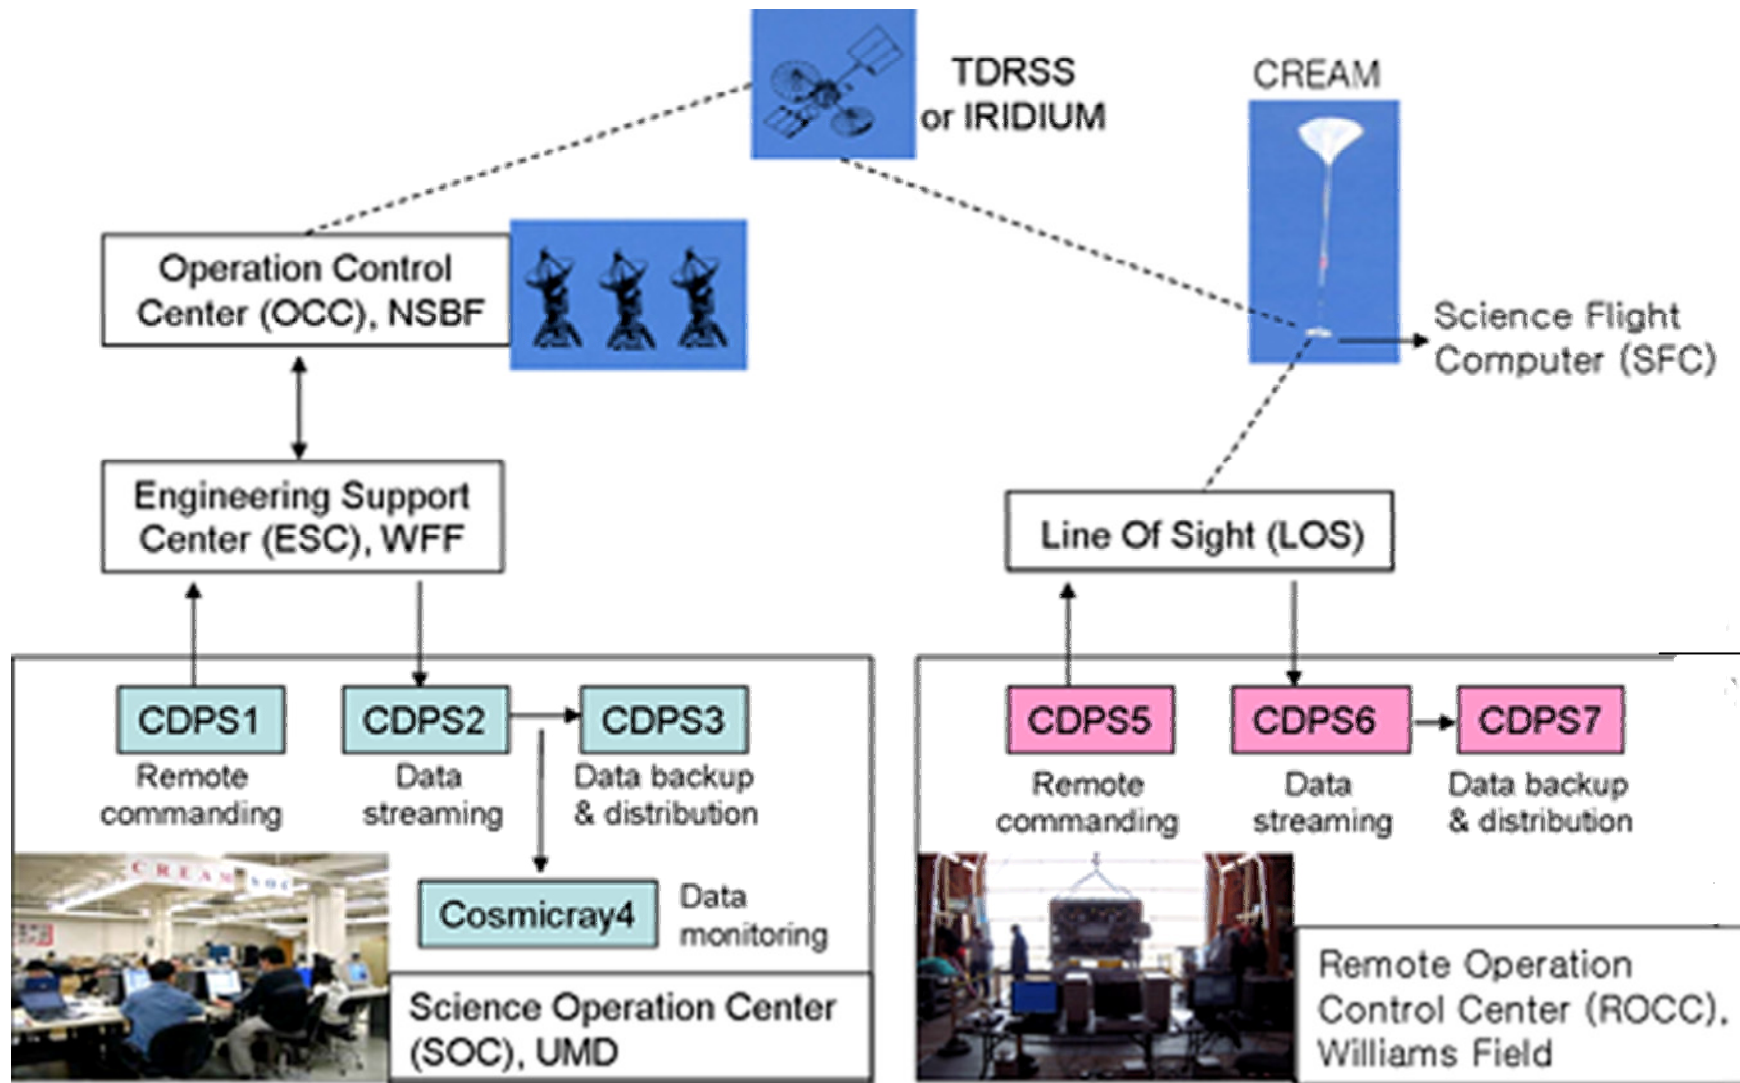 TDRSS
or IRIDIUM
CREAM
Operation Control
Center (OCC), NSBF
Science Flight
Computer (SFC)
Engineering Support
Center (ESC), WFF
Line Of Sight (LOS)
CDPS1
CDPS2
CDPS3
Remote
commanding
Data
streaming
Data backup
& distribution
Cosmicray4
Data
monitoring
CREAM SOC
Science Operation Center
(SOC), UMD
CDPS5
CDPS6
CDPS7
Remote
commanding
Data
streaming
Data backup
& distribution
Remote Operation
Control Center (ROCC),
Williams Field